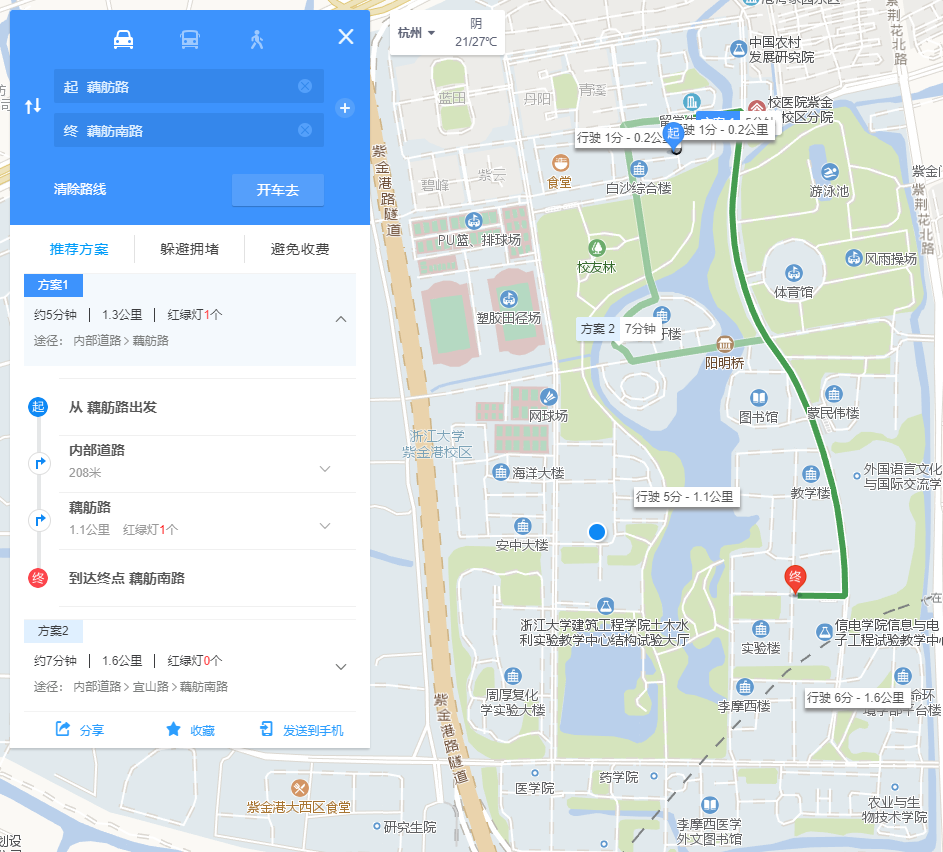 起 藕舫路
终 藕舫南路
清除路线
开车去
推荐方案
躲避拥堵
避免收费
方案1
约5分钟 | 1.3公里 | 红绿灯1个
途径: 内部道路 > 藕舫路
起
从 藕舫路出发
内部道路
208米
藕舫路
1.1公里 红绿灯1个
终
到达终点 藕舫南路
方案2
约7分钟 | 1.6公里 | 红绿灯0个
途径: 内部道路 > 宜山路 > 藕舫南路
分享
收藏
发送到手机
杭州
阴
21/27℃
紫荆花北路
中国农村
发展研究院
蓝田
丹阳
青溪
校医院紫金
校区分院
行驶 1分 - 0.2公
起
驶 1分 - 0.2公里
紫金港路隧道
碧峰
紫云
食堂
白沙综合楼
游泳池
紫金
紫荆花北路
PU篮、排球场
校友林
风雨操场
体育馆
塑胶田径场
方案 2 7分钟
阳明桥
图书馆
蒙民伟楼
网球场
浙江大学
紫金港校区
海洋大楼
外国语言文化
与国际交流学
教学楼
行驶 5分 - 1.1公里
安中大楼
终
浙江大学建筑工程学院土木水
利实验教学中心结构试验大厅
信电学院信息与电
子工程试验教学中
实验楼
周厚复化
学实验大楼
李摩西楼
行驶 6分 - 1.6公里
紫金港路隧道
医学院
药学院
紫金港大西区食堂
研究生院
李摩西医学
外文图书馆
农业与生
物技术学院